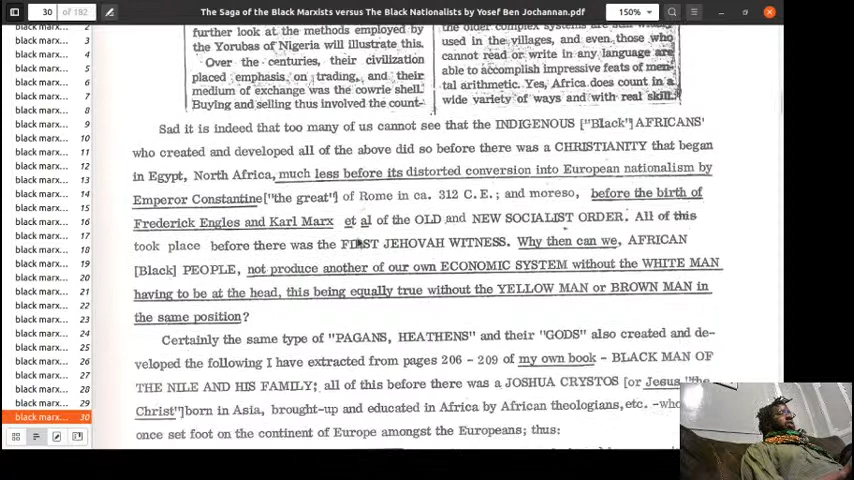 30 of 182
The Saga of the Black Marxists versus The Black Nationalists by Yosef Ben Jochannan.pdf
150%
2
black marx... 3
black marx... 4
black marx... 5
black marx... 6
black marx... 7
black marx... 8
black marx... 9
black marx... 10
black marx... 11
black marx... 12
black marx... 13
black marx... 14
black marx... 15
black marx... 16
black marx... 17
black marx... 18
black marx... 19
black marx... 20
black marx... 21
black marx... 22
black marx... 23
black marx... 24
black marx... 25
black marx... 26
black marx... 27
black marx... 28
black marx... 29
black marx... 30
further look at the methods employed by
the Yorubas of Nigeria will illustrate this.
Over the centuries, their civilization
placed emphasis on trading, and their
medium of exchange was the cowrie shell.
Buying and selling thus involved the count-
the older complex systems are still widely
used in the villages, and even those who
cannot read or write in any language are
able to accomplish impressive feats of men-
tal arithmetic. Yes, Africa does count in a
wide variety of ways and with real skill.
Sad it is indeed that too many of us cannot see that the INDIGENOUS ["Black"] AFRICANS'
who created and developed all of the above did so before there was a CHRISTIANITY that began
in Egypt, North Africa, much less before its distorted conversion into European nationalism by
Emperor Constantine ["the great"] of Rome in ca. 312 C.E.; and moreso, before the birth of
Frederick Engles and Karl Marx et al of the OLD and NEW SOCIALIST ORDER. All of this
took place before there was the FIRST JEHOVAH WITNESS. Why then can we, AFRICAN
[Black] PEOPLE, not produce another of our own ECONOMIC SYSTEM without the WHITE MAN
having to be at the head, this being equally true without the YELLOW MAN or BROWN MAN in
the same position?
Certainly the same type of "PAGANS, HEATHENS" and their "GODS" also created and de-
veloped the following I have extracted from pages 206 - 209 of my own book - BLACK MAN OF
THE NILE AND HIS FAMILY; all of this before there was a JOSHUA CRYSTOS [or Jesus "the
Christ"] born in Asia, brought-up and educated in Africa by African theologians, etc. -who
once set foot on the continent of Europe amongst the Europeans; thus: